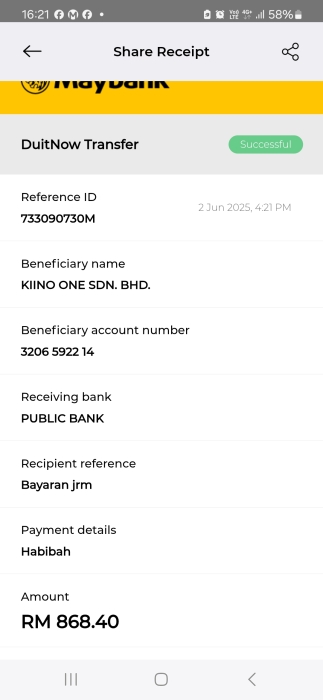 16:21 58%
Share Receipt
Maybank
DuitNow Transfer Successful
Reference ID
2 Jun 2025, 4:21 PM
733090730M
Beneficiary name
KIINO ONE SDN. BHD.
Beneficiary account number
3206 5922 14
Receiving bank
PUBLIC BANK
Recipient reference
Bayaran jrm
Payment details
Habibah
Amount
RM 868.40